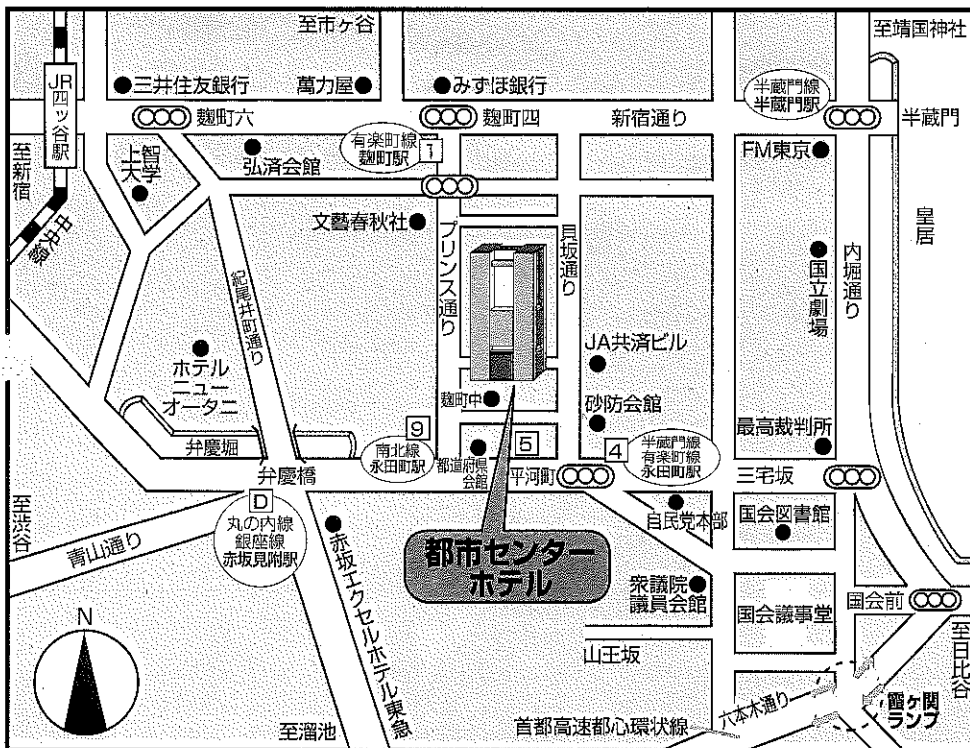 至市ヶ谷
至靖国神社
JR四ッ谷駅
三井住友銀行
萬力屋
みずほ銀行
半蔵門線
半蔵門駅
麹町六
麹町四
新宿通り
半蔵門
至新宿
上智
大学
弘済会館
有楽町線
麹町駅
1
FM東京
中央線
文藝春秋社
プリンス通り
貝坂通り
国立劇場
内堀通り
皇居
紀尾井町通り
ホテル
ニュー
オータニ
JA共済ビル
麹町中
砂防会館
最高裁判所
弁慶堀
9
南北線
永田町駅
都道府県
会館
5
平河町
4
半蔵門線
有楽町線
永田町駅
三宅坂
弁慶橋
D
丸の内線
銀座線
赤坂見附駅
至渋谷
青山通り
赤坂エクセルホテル東急
都市センター
ホテル
自民党本部
国会図書館
衆議院
議員会館
国会議事堂
国会前
至日比谷
N
山王坂
六本木通り
霞ヶ関
ランプ
至溜池
首都高速都心環状線